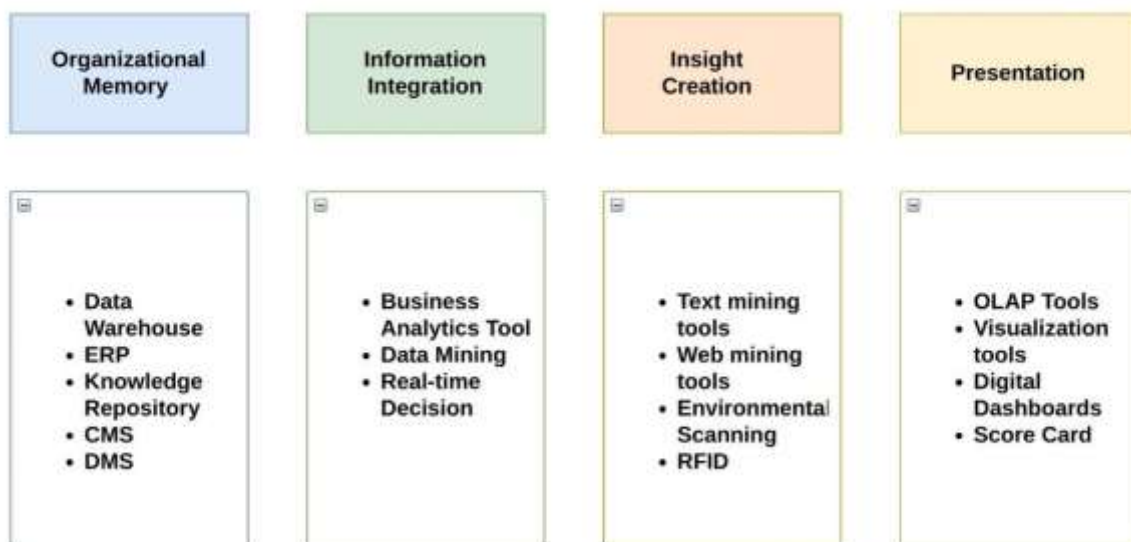 Organizational
Memory
Information
Integration
Insight
Creation
Presentation
• Data
Warehouse
• ERP
• Knowledge
Repository
• CMS
• DMS
• Business
Analytics Tool
• Data Mining
• Real-time
Decision
• Text mining
tools
• Web mining
tools
• Environmental
Scanning
• RFID
• OLAP Tools
• Visualization
tools
• Digital
Dashboards
• Score Card